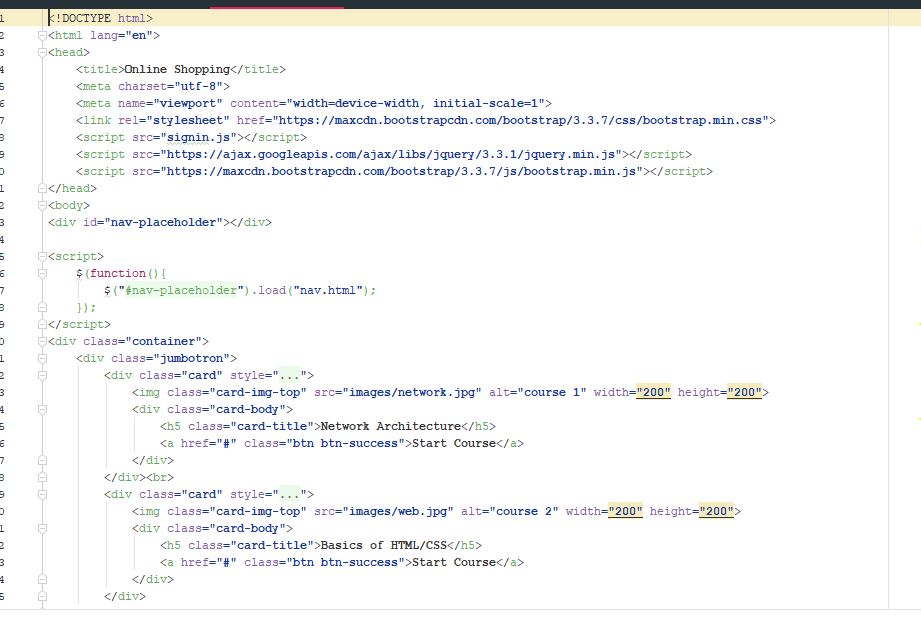 1 <!DOCTYPE html>
2 <html lang="en">
3 <head>
4     <title>Online Shopping</title>
5     <meta charset="utf-8">
6     <meta name="viewport" content="width=device-width, initial-scale=1">
7     <link rel="stylesheet" href="https://maxcdn.bootstrapcdn.com/bootstrap/3.3.7/css/bootstrap.min.css">
8     <script src="signin.js"></script>
9     <script src="https://ajax.googleapis.com/ajax/libs/jquery/3.3.1/jquery.min.js"></script>
0     <script src="https://maxcdn.bootstrapcdn.com/bootstrap/3.3.7/js/bootstrap.min.js"></script>
1 </head>
2 <body>
3 <div id="nav-placeholder"></div>
4
5 <script>
6     $(function(){
7         $("#nav-placeholder").load("nav.html");
8     });
9 </script>
0 <div class="container">
1     <div class="jumbotron">
2         <div class="card" style="...">
3             <img class="card-img-top" src="images/network.jpg" alt="course 1" width="200" height="200">
4             <div class="card-body">
5                 <h5 class="card-title">Network Architecture</h5>
6                 <a href="#" class="btn btn-success">Start Course</a>
7             </div>
8         </div><br>
9         <div class="card" style="...">
0             <img class="card-img-top" src="images/web.jpg" alt="course 2" width="200" height="200">
1             <div class="card-body">
2                 <h5 class="card-title">Basics of HTML/CSS</h5>
3                 <a href="#" class="btn btn-success">Start Course</a>
4             </div>
5         </div>